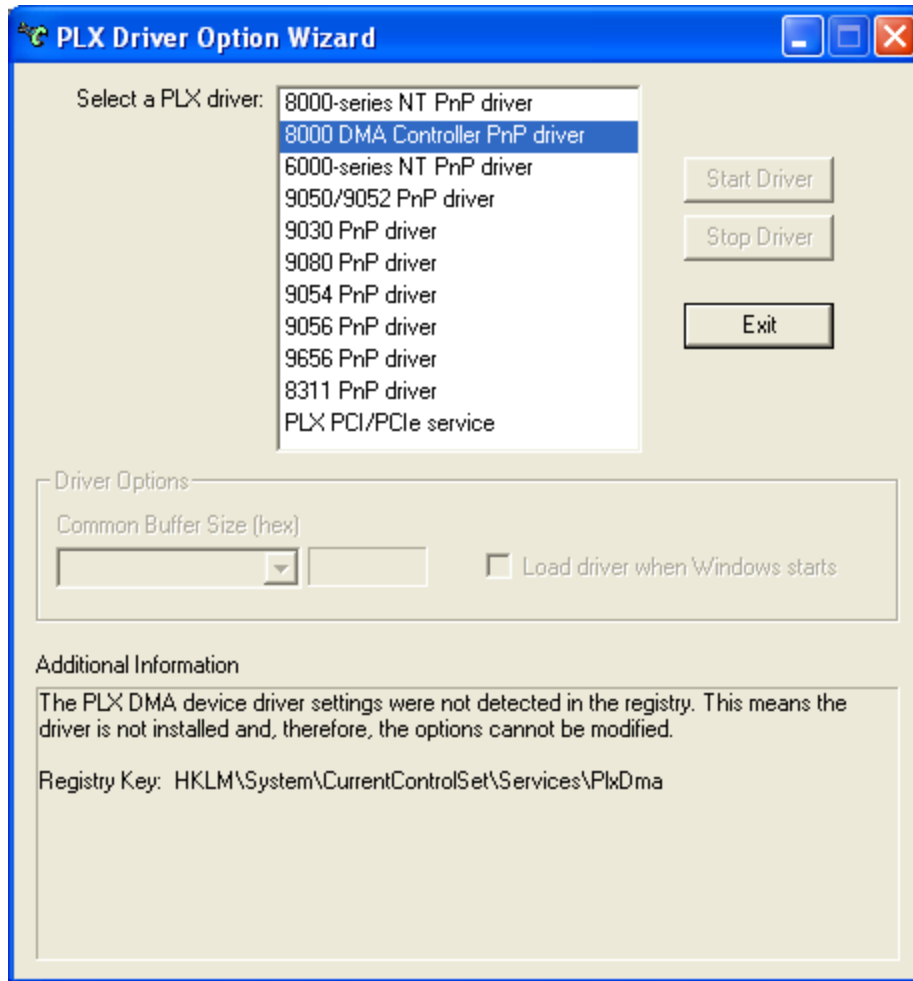 PLX Driver Option Wizard
Select a PLX driver:
8000-series NT PnP driver
8000 DMA Controller PnP driver
6000-series NT PnP driver
9050/9052 PnP driver
9030 PnP driver
9080 PnP driver
9054 PnP driver
9056 PnP driver
9656 PnP driver
8311 PnP driver
PLX PCI/PCIe service
Start Driver
Stop Driver
Exit
Driver Options
Common Buffer Size (hex)
Load driver when Windows starts
Additional Information
The PLX DMA device driver settings were not detected in the registry. This means the
driver is not installed and, therefore, the options cannot be modified.
Registry Key:  HKLM\System\CurrentControlSet\Services\PlxDma